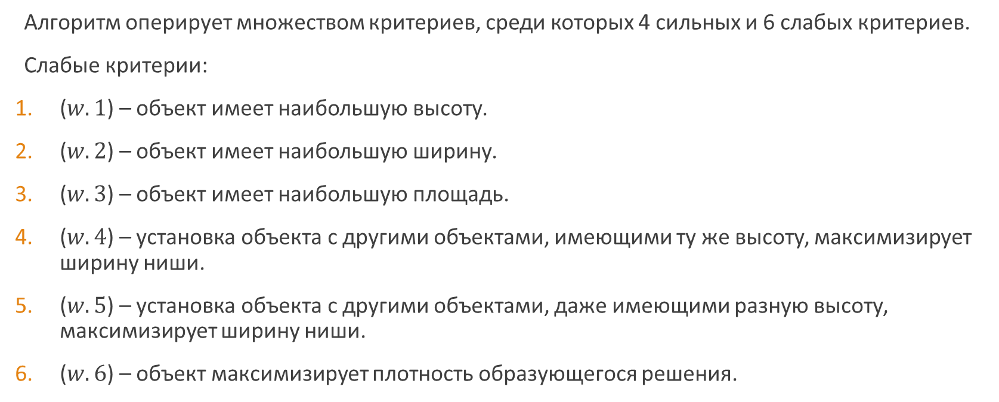 Алгоритм оперирует множеством критериев, среди которых 4 сильных и 6 слабых критериев.
Слабые критерии:
1. (w. 1) – объект имеет наибольшую высоту.
2. (w. 2) – объект имеет наибольшую ширину.
3. (w. 3) – объект имеет наибольшую площадь.
4. (w. 4) – установка объекта с другими объектами, имеющими ту же высоту, максимизирует
ширину ниши.
5. (w. 5) – установка объекта с другими объектами, даже имеющими разную высоту,
максимизирует ширину ниши.
6. (w. 6) – объект максимизирует плотность образующегося решения.